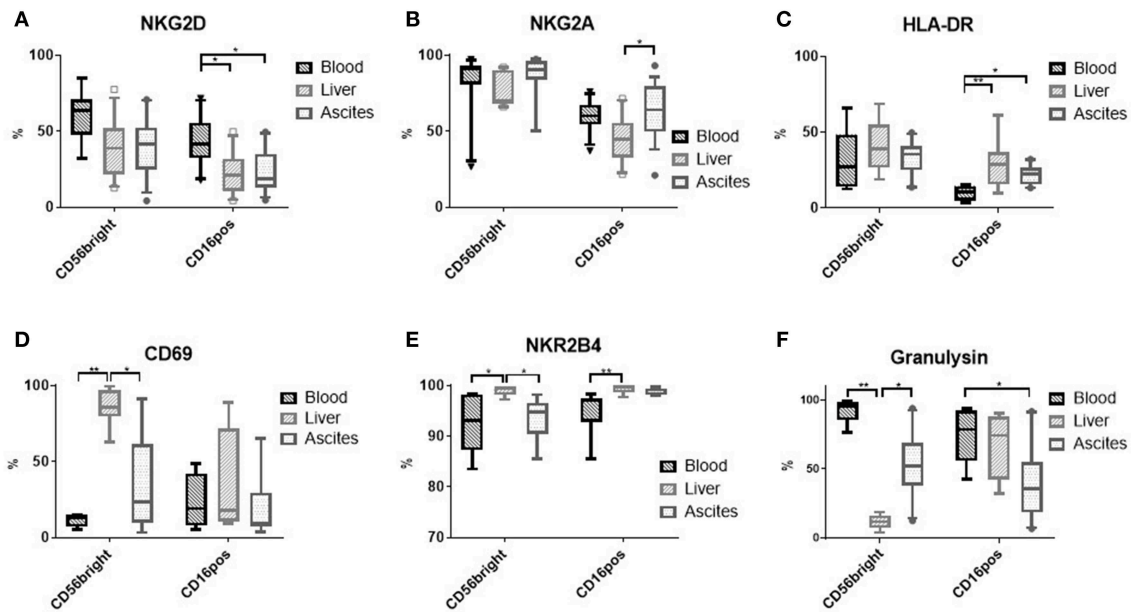 A
NKG2D
100
50
0
%
*
*
Blood
Liver
Ascites
CD56bright
CD16pos
B
NKG2A
100
50
0
%
*
Blood
Liver
Ascites
CD56bright
CD16pos
C
HLA-DR
100
50
0
%
*
**
Blood
Liver
Ascites
CD56bright
CD16pos
D
CD69
100
50
0
%
**
*
Blood
Liver
Ascites
CD56bright
CD16pos
E
NKR2B4
100
90
80
70
%
*
*
**
Blood
Liver
Ascites
CD56bright
CD16pos
F
Granulysin
100
50
0
%
**
*
*
Blood
Liver
Ascites
CD56bright
CD16pos